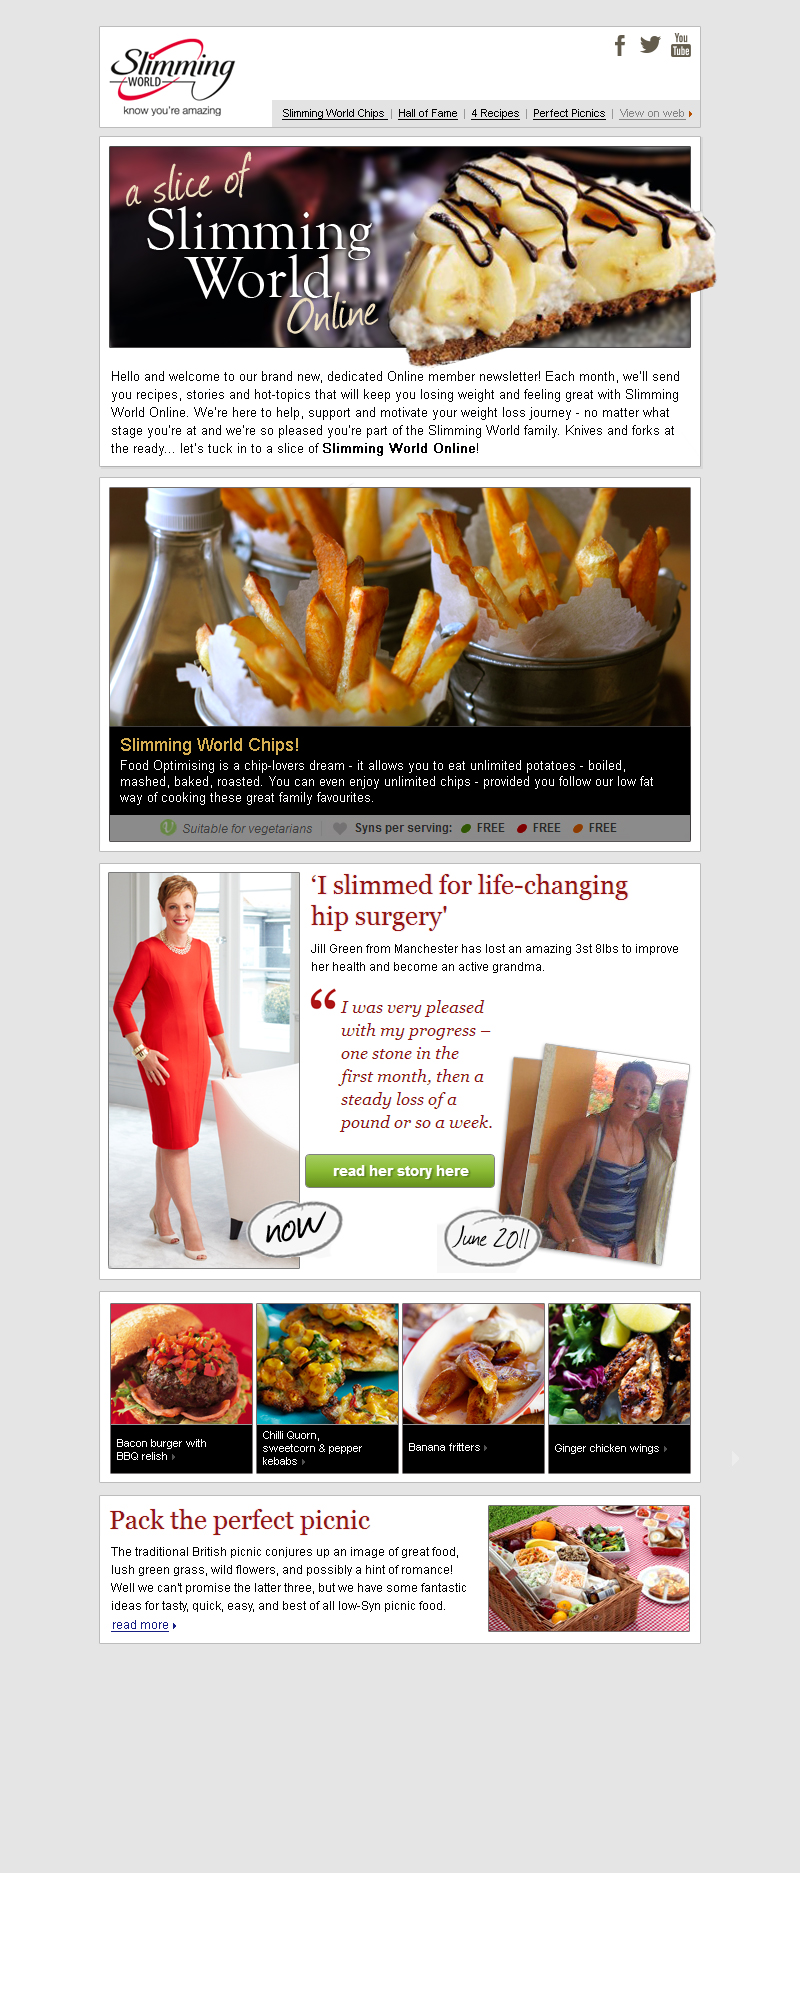 Slimming
WORLD
know you're amazing
You
Tube
Slimming World Chips | Hall of Fame | 4 Recipes | Perfect Picnics | View on web
a slice of
Slimming
World
Online
Hello and welcome to our brand new, dedicated Online member newsletter! Each month, we'll send
you recipes, stories and hot-topics that will keep you losing weight and feeling great with Slimming
World Online. We're here to help, support and motivate your weight loss journey - no matter what
stage you're at and we're so pleased you're part of the Slimming World family. Knives and forks at
the ready... let's tuck in to a slice of Slimming World Online!
Slimming World Chips!
Food Optimising is a chip-lovers dream - it allows you to eat unlimited potatoes - boiled,
mashed, baked, roasted. You can even enjoy unlimited chips - provided you follow our low fat
way of cooking these great family favourites.
Suitable for vegetarians | Syns per serving: FREE FREE FREE
‘I slimmed for life-changing
hip surgery'
Jill Green from Manchester has lost an amazing 3st 8lbs to improve
her health and become an active grandma.
“ I was very pleased
with my progress –
one stone in the
first month, then a
steady loss of a
pound or so a week.
read her story here
now
June 2011
Bacon burger with
BBQ relish
Chilli Quorn,
sweetcorn & pepper
kebabs
Banana fritters
Ginger chicken wings
Pack the perfect picnic
The traditional British picnic conjures up an image of great food,
lush green grass, wild flowers, and possibly a hint of romance!
Well we can't promise the latter three, but we have some fantastic
ideas for tasty, quick, easy, and best of all low-Syn picnic food.
read more